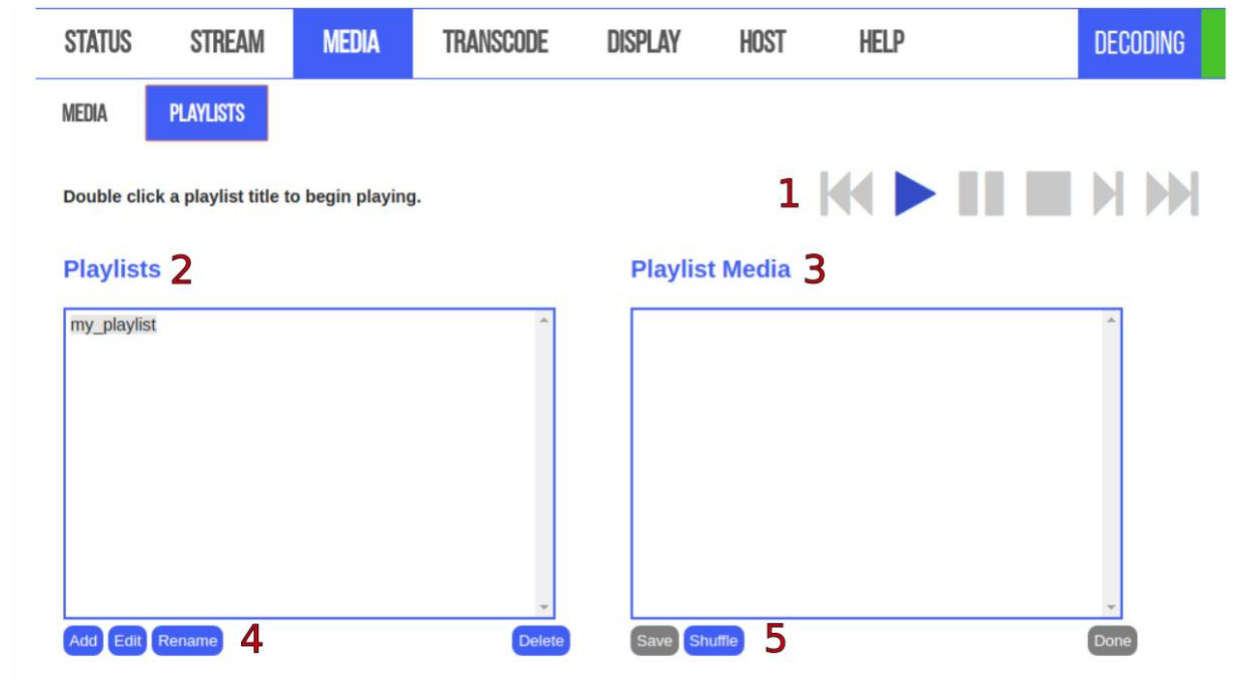 STATUS STREAM MEDIA TRANSCODE DISPLAY HOST HELP DECODING
MEDIA PLAYLISTS
Double click a playlist title to begin playing. 1
Playlists 2 Playlist Media 3
my_playlist
Add Edit Rename 4 Delete Save Shuffle 5 Done